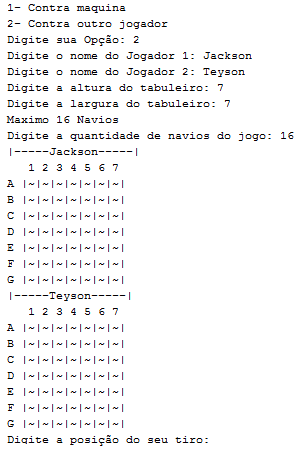 1- Contra maquina
2- Contra outro jogador
Digite sua Opção: 2
Digite o nome do Jogador 1: Jackson
Digite o nome do Jogador 2: Teyson
Digite a altura do tabuleiro: 7
Digite a largura do tabuleiro: 7
Maximo 16 Navios
Digite a quantidade de navios do jogo: 16
|-----Jackson-----|
   1 2 3 4 5 6 7
A |~|~|~|~|~|~|~|
B |~|~|~|~|~|~|~|
C |~|~|~|~|~|~|~|
D |~|~|~|~|~|~|~|
E |~|~|~|~|~|~|~|
F |~|~|~|~|~|~|~|
G |~|~|~|~|~|~|~|
|-----Teyson-----|
   1 2 3 4 5 6 7
A |~|~|~|~|~|~|~|
B |~|~|~|~|~|~|~|
C |~|~|~|~|~|~|~|
D |~|~|~|~|~|~|~|
E |~|~|~|~|~|~|~|
F |~|~|~|~|~|~|~|
G |~|~|~|~|~|~|~|
Digite a posição do seu tiro: